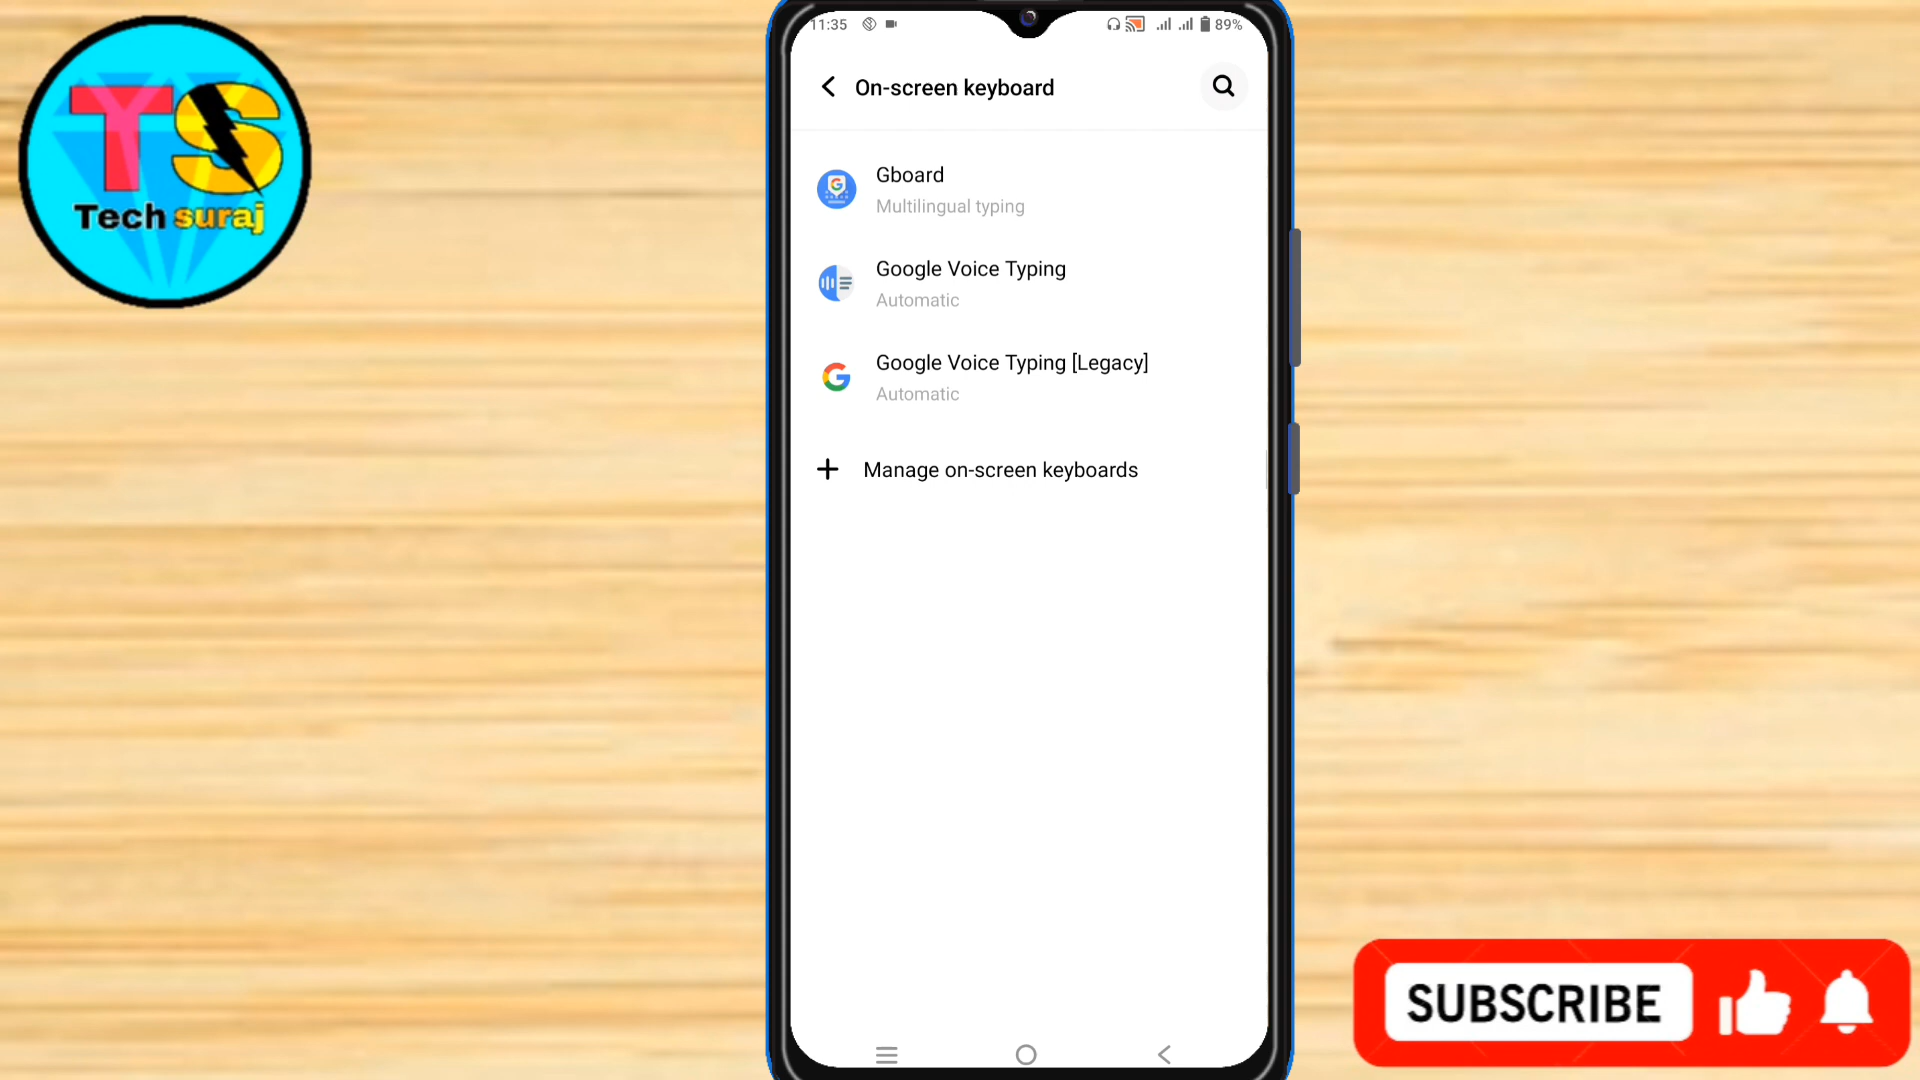 TS
Tech suraj
11:35
89%
On-screen keyboard
Gboard
Multilingual typing
Google Voice Typing
Automatic
Google Voice Typing [Legacy]
Automatic
Manage on-screen keyboards
SUBSCRIBE